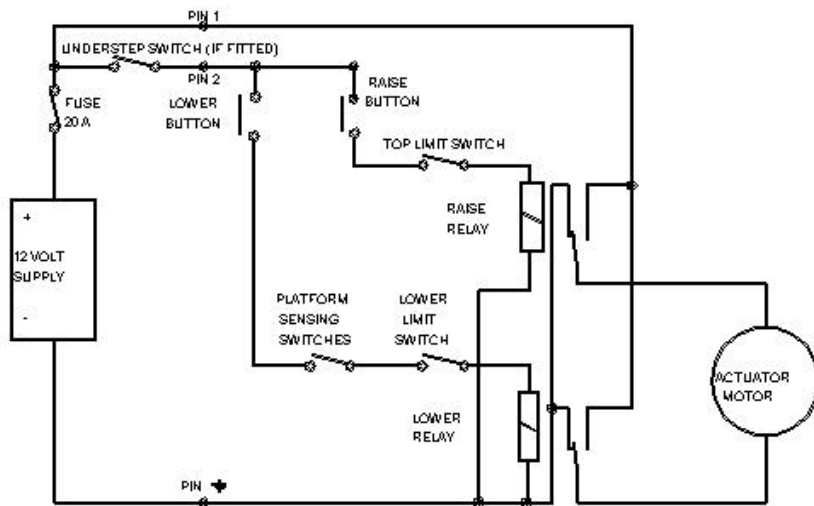 PIN 1
UNDERSTEP SWITCH (IF FITTED)
PIN 2
RAISE
BUTTON
FUSE
20 A
LOWER
BUTTON
TOP LIMIT SWITCH
+
12 VOLT
SUPPLY
-
RAISE
RELAY
PLATFORM
SENSING
SWITCHES
LOWER
LIMIT
SWITCH
ACTUATOR
MOTOR
LOWER
RELAY
PIN